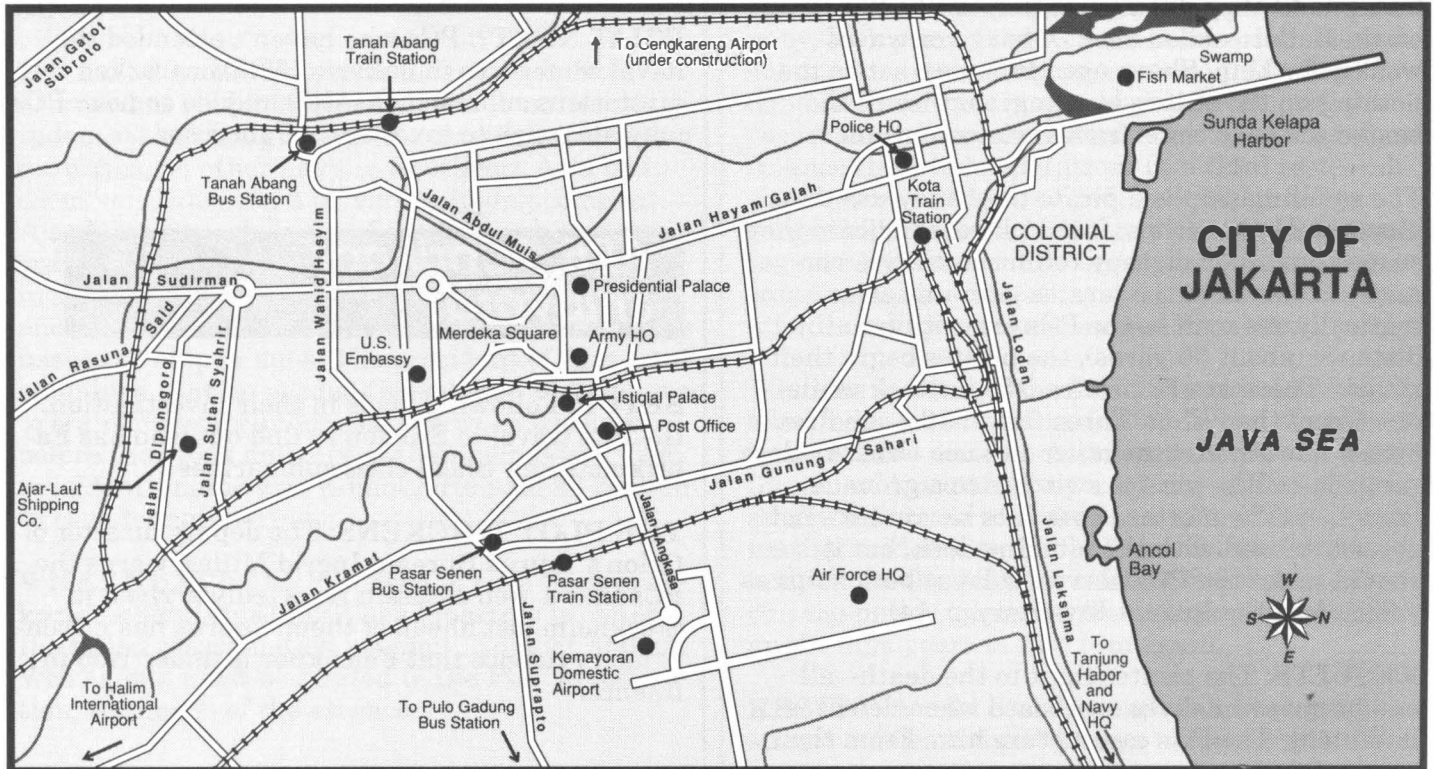 Jalan Gatot
Subroto
Tanah Abang
Train Station
To Cengkareng Airport
(under construction)
Swamp
Fish Market
Sunda Kelapa
Harbor
Police HQ
Tanah Abang
Bus Station
Kota
Train
Station
Jalan Abdul Muis
Jalan Hayam/Gajah
Jalan Wahid Hasyim
COLONIAL
DISTRICT
CITY OF
JAKARTA
Jalan Sudirman
Presidential Palace
Jalan Rasuna Said
U.S.
Embassy
Merdeka Square
Army HQ
Jalan Lodan
Istiqlal Palace
Post Office
Jalan Diponegoro
Jalan Sutan Syahrir
Jalan Gunung Sahari
JAVA SEA
Ajar-Laut
Shipping
Co.
Jalan Kramat
Pasar Senen
Bus Station
Pasar Senen
Train Station
Jalan Angkasa
Air Force HQ
Ancol
Bay
Jalan Laksma
W
S N
E
Kemayoran
Domestic
Airport
Jalan Suprapto
To Halim
International
Airport
To Pulo Gadung
Bus Station
To
Tanjung
Habor
and
Navy
HQ